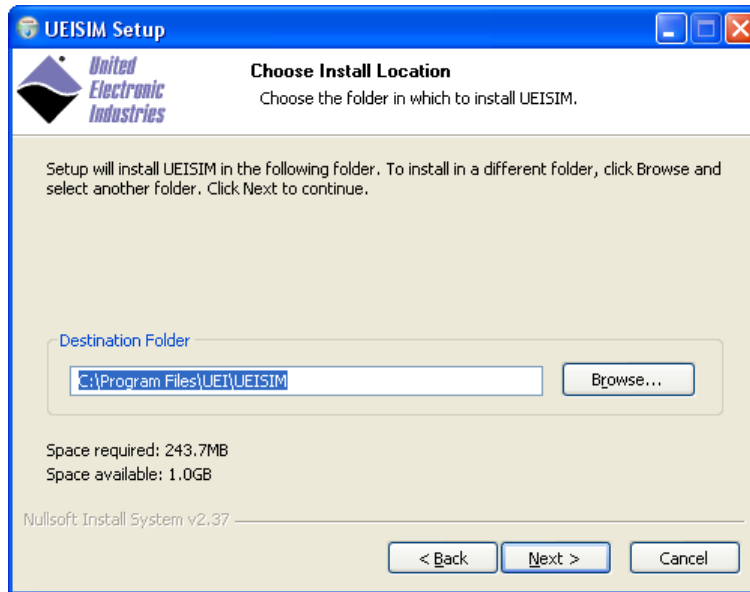 UEISIM Setup
United
Electronic
Industries
Choose Install Location
Choose the folder in which to install UEISIM.
Setup will install UEISIM in the following folder. To install in a different folder, click Browse and
select another folder. Click Next to continue.
Destination Folder
C:\Program Files\UEI\UEISIM
Browse...
Space required: 243.7MB
Space available: 1.0GB
Nullsoft Install System v2.37
< Back Next > Cancel